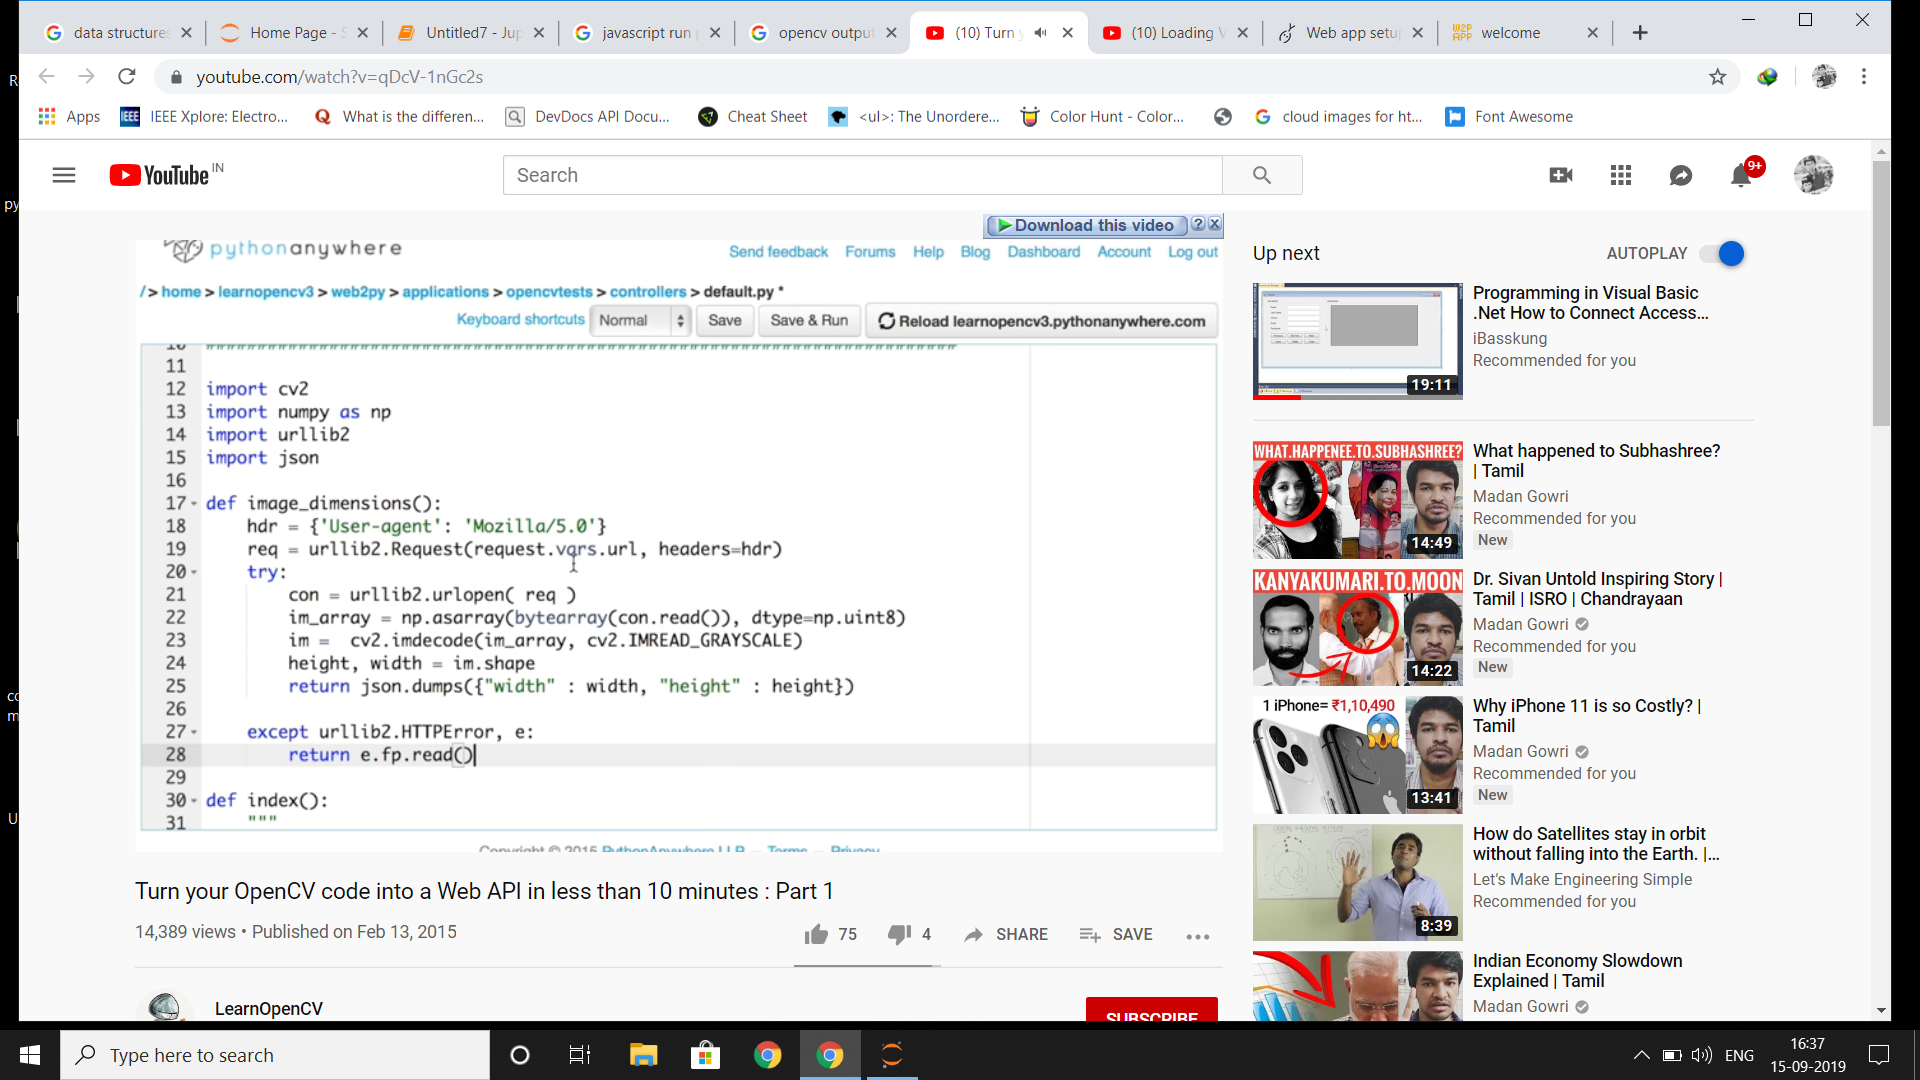 data structures
Home Page - S
Untitled7 - Jup
javascript run p
opencv output
(10) Turn y
(10) Loading V
Web app setu
W2P APP welcome
youtube.com/watch?v=qDcV-1nGc2s
Apps
IEEE IEEE Xplore: Electro...
What is the differen...
DevDocs API Docu...
Cheat Sheet
<ul>: The Unordere...
Color Hunt - Color...
cloud images for ht...
Font Awesome
YouTube IN
Search
9+
Download this video ? X
pythonanywhere
Send feedback Forums Help Blog Dashboard Account Log out
/ > home > learnopencv3 > web2py > applications > opencvtests > controllers > default.py *
Keyboard shortcuts Normal Save Save & Run Reload learnopencv3.pythonanywhere.com
11
12 import cv2
13 import numpy as np
14 import urllib2
15 import json
16
17 def image_dimensions():
18 hdr = {'User-agent': 'Mozilla/5.0'}
19 req = urllib2.Request(request.vars.url, headers=hdr)
20 try:
21 con = urllib2.urlopen( req )
22 im_array = np.asarray(bytearray(con.read()), dtype=np.uint8)
23 im = cv2.imdecode(im_array, cv2.IMREAD_GRAYSCALE)
24 height, width = im.shape
25 return json.dumps({"width" : width, "height" : height})
26
27 except urllib2.HTTPError, e:
28 return e.fp.read()
29
30 def index():
31 """
Copyright © 2015 PythonAnywhere LLP — Terms — Privacy
Turn your OpenCV code into a Web API in less than 10 minutes : Part 1
14,389 views • Published on Feb 13, 2015
75 4 SHARE SAVE
LearnOpenCV
SUBSCRIBE
Up next
AUTOPLAY
19:11
Programming in Visual Basic
.Net How to Connect Access...
iBasskung
Recommended for you
WHAT.HAPPENEE.TO.SUBHASHREE?
14:49
What happened to Subhashree?
| Tamil
Madan Gowri
Recommended for you
New
KANYAKUMARI.TO.MOON
14:22
Dr. Sivan Untold Inspiring Story |
Tamil | ISRO | Chandrayaan
Madan Gowri
Recommended for you
New
1 iPhone= ₹1,10,490
13:41
Why iPhone 11 is so Costly? |
Tamil
Madan Gowri
Recommended for you
New
8:39
How do Satellites stay in orbit
without falling into the Earth. |...
Let's Make Engineering Simple
Recommended for you
Indian Economy Slowdown
Explained | Tamil
Madan Gowri
Type here to search
ENG
16:37
15-09-2019